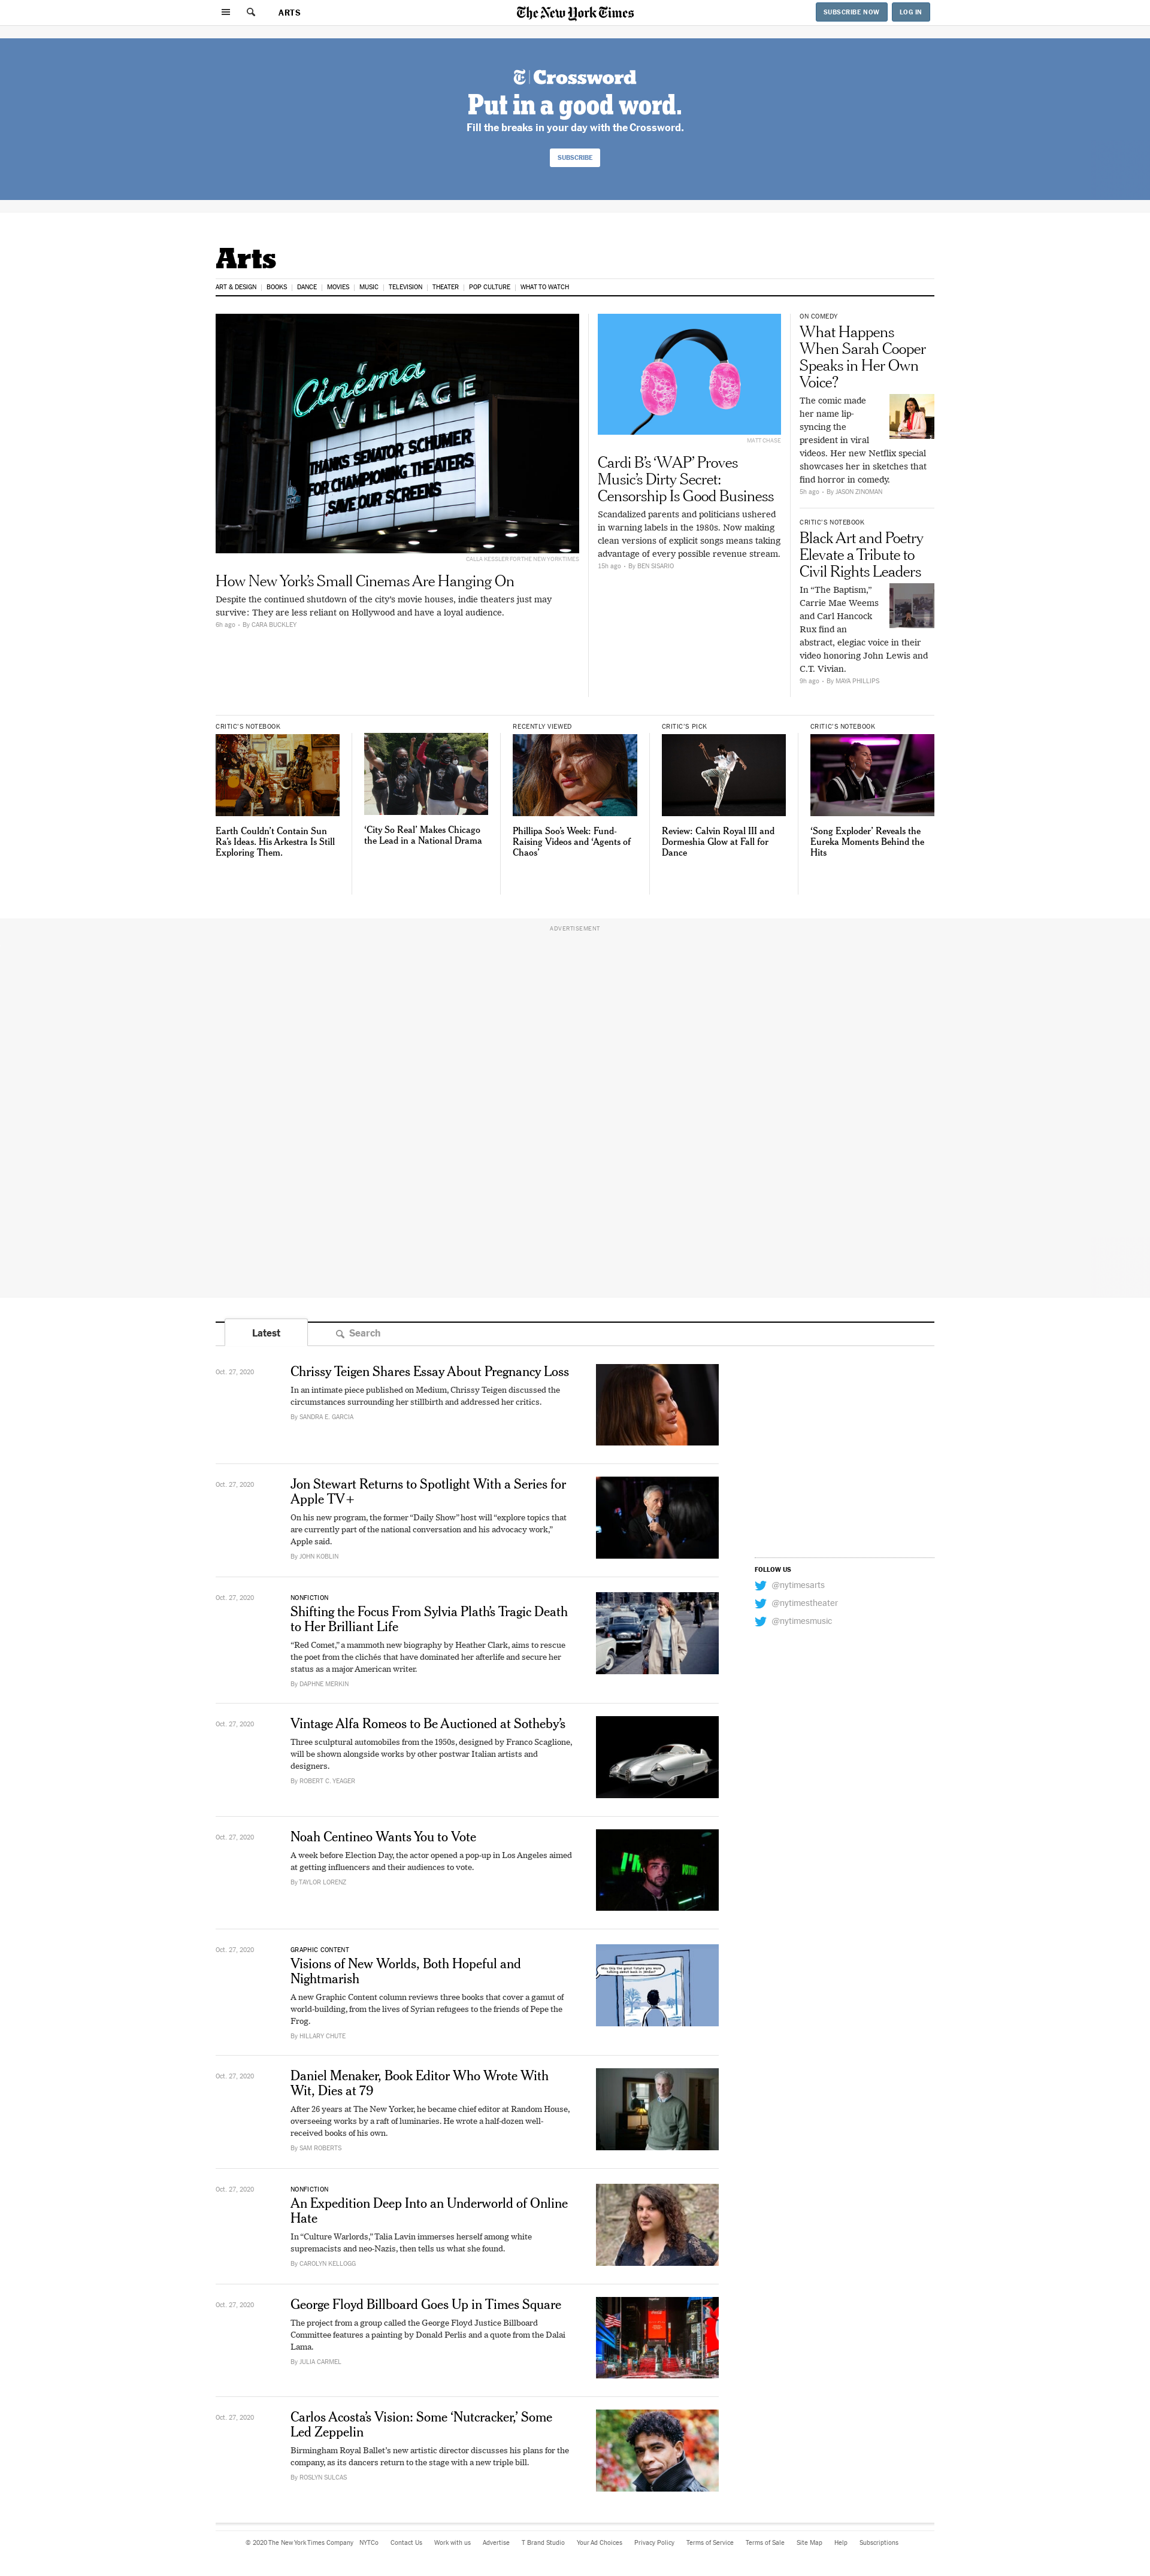 ARTS
The New York Times
SUBSCRIBE NOW
LOG IN
Crossword
Put in a good word.
Fill the breaks in your day with the Crossword.
SUBSCRIBE
Arts
ART & DESIGN
BOOKS
DANCE
MOVIES
MUSIC
TELEVISION
THEATER
POP CULTURE
WHAT TO WATCH
Cinema
VILLAGE
THANKS SENATOR SCHUMER
FOR CHAMPIONING THEATERS
SAVE OUR SCREENS
CALLA KESSLER FOR THE NEW YORK TIMES
How New York's Small Cinemas Are Hanging On
Despite the continued shutdown of the city's movie houses, indie theaters just may
survive: They are less reliant on Hollywood and have a loyal audience.
6h ago • By CARA BUCKLEY
MATT CHASE
Cardi B's ‘WAP’ Proves
Music's Dirty Secret:
Censorship Is Good Business
Scandalized parents and politicians ushered
in warning labels in the 1980s. Now making
clean versions of explicit songs means taking
advantage of every possible revenue stream.
15h ago • By BEN SISARIO
ON COMEDY
What Happens
When Sarah Cooper
Speaks in Her Own
Voice?
The comic made
her name lip-
syncing the
president in viral
videos. Her new Netflix special
showcases her in sketches that
find horror in comedy.
5h ago • By JASON ZINOMAN
CRITIC'S NOTEBOOK
Black Art and Poetry
Elevate a Tribute to
Civil Rights Leaders
In “The Baptism,”
Carrie Mae Weems
and Carl Hancock
Rux find an
abstract, elegiac voice in their
video honoring John Lewis and
C.T. Vivian.
9h ago • By MAYA PHILLIPS
CRITIC'S NOTEBOOK
Earth Couldn't Contain Sun
Ra's Ideas. His Arkestra Is Still
Exploring Them.
‘City So Real’ Makes Chicago
the Lead in a National Drama
RECENTLY VIEWED
Phillipa Soo's Week: Fund-
Raising Videos and ‘Agents of
Chaos’
CRITIC'S PICK
Review: Calvin Royal III and
Dormeshia Glow at Fall for
Dance
CRITIC'S NOTEBOOK
‘Song Exploder’ Reveals the
Eureka Moments Behind the
Hits
ADVERTISEMENT
Latest
Search
Oct. 27, 2020
Chrissy Teigen Shares Essay About Pregnancy Loss
In an intimate piece published on Medium, Chrissy Teigen discussed the
circumstances surrounding her stillbirth and addressed her critics.
By SANDRA E. GARCIA
Oct. 27, 2020
Jon Stewart Returns to Spotlight With a Series for
Apple TV+
On his new program, the former “Daily Show” host will “explore topics that
are currently part of the national conversation and his advocacy work,”
Apple said.
By JOHN KOBLIN
FOLLOW US
@nytimesarts
@nytimestheater
@nytimesmusic
Oct. 27, 2020
NONFICTION
Shifting the Focus From Sylvia Plath's Tragic Death
to Her Brilliant Life
“Red Comet,” a mammoth new biography by Heather Clark, aims to rescue
the poet from the clichés that have dominated her afterlife and secure her
status as a major American writer.
By DAPHNE MERKIN
Oct. 27, 2020
Vintage Alfa Romeos to Be Auctioned at Sotheby's
Three sculptural automobiles from the 1950s, designed by Franco Scaglione,
will be shown alongside works by other postwar Italian artists and
designers.
By ROBERT C. YEAGER
Oct. 27, 2020
Noah Centineo Wants You to Vote
A week before Election Day, the actor opened a pop-up in Los Angeles aimed
at getting influencers and their audiences to vote.
By TAYLOR LORENZ
Oct. 27, 2020
GRAPHIC CONTENT
Visions of New Worlds, Both Hopeful and
Nightmarish
A new Graphic Content column reviews three books that cover a gamut of
world-building, from the lives of Syrian refugees to the friends of Pepe the
Frog.
By HILLARY CHUTE
Oct. 27, 2020
Daniel Menaker, Book Editor Who Wrote With
Wit, Dies at 79
After 26 years at The New Yorker, he became chief editor at Random House,
overseeing works by a raft of luminaries. He wrote a half-dozen well-
received books of his own.
By SAM ROBERTS
Oct. 27, 2020
NONFICTION
An Expedition Deep Into an Underworld of Online
Hate
In “Culture Warlords,” Talia Lavin immerses herself among white
supremacists and neo-Nazis, then tells us what she found.
By CAROLYN KELLOGG
Oct. 27, 2020
George Floyd Billboard Goes Up in Times Square
The project from a group called the George Floyd Justice Billboard
Committee features a painting by Donald Perlis and a quote from the Dalai
Lama.
By JULIA CARMEL
Oct. 27, 2020
Carlos Acosta's Vision: Some ‘Nutcracker,’ Some
Led Zeppelin
Birmingham Royal Ballet's new artistic director discusses his plans for the
company, as its dancers return to the stage with a new triple bill.
By ROSLYN SULCAS
© 2020 The New York Times Company
NYTCo
Contact Us
Work with us
Advertise
T Brand Studio
Your Ad Choices
Privacy Policy
Terms of Service
Terms of Sale
Site Map
Help
Subscriptions